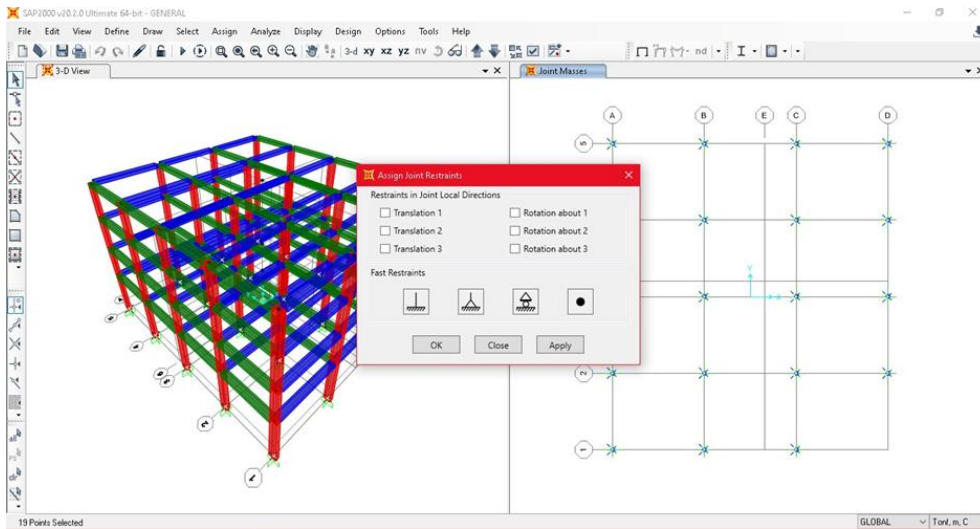 SAP2000 v20.2.0 Ultimate 64-bit - GENERAL
File Edit View Define Draw Select Assign Analyze Display Design Options Tools Help
3-d xy xz yz nv
nd
3-D View
Joint Masses
A B E C D
5
Assign Joint Restraints
Restraints in Joint Local Directions
Translation 1 Rotation about 1
Translation 2 Rotation about 2
Translation 3 Rotation about 3
Fast Restraints
OK Close Apply
Y
2
1
19 Points Selected
GLOBAL Tonf, m, C